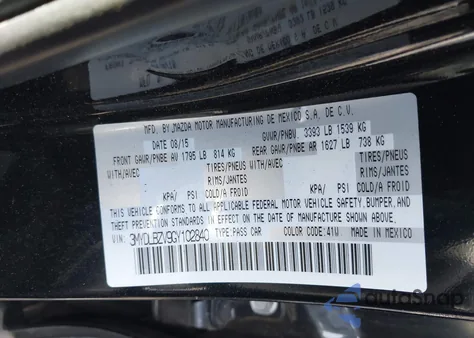 MFD. BY MAZDA MOTOR MANUFACTURING DE MEXICO S.A. DE C.V.
DATE 08/15 GVWR/PNBV. 3393 LB 1539 KG
FRONT GAWR/PNBE AV 1795 LB 814 KG REAR GAWR/PNBE AR 1627 LB 738 KG
WITH/AVEC TIRES/PNEUS WITH/AVEC TIRES/PNEUS
RIMS/JANTES RIMS/JANTES
KPA/ PSI COLD/A FROID KPA/ PSI COLD/A FROID
THIS VEHICLE CONFORMS TO ALL APPLICABLE FEDERAL MOTOR VEHICLE SAFETY, BUMPER, AND
THEFT PREVENTION STANDARDS IN EFFECT ON THE DATE OF MANUFACTURE SHOWN ABOVE.
VIN: 3MYDLBZV9GY102840 TYPE:PASS CAR COLOR CODE: 41W MADE IN MEXICO
autoSnap